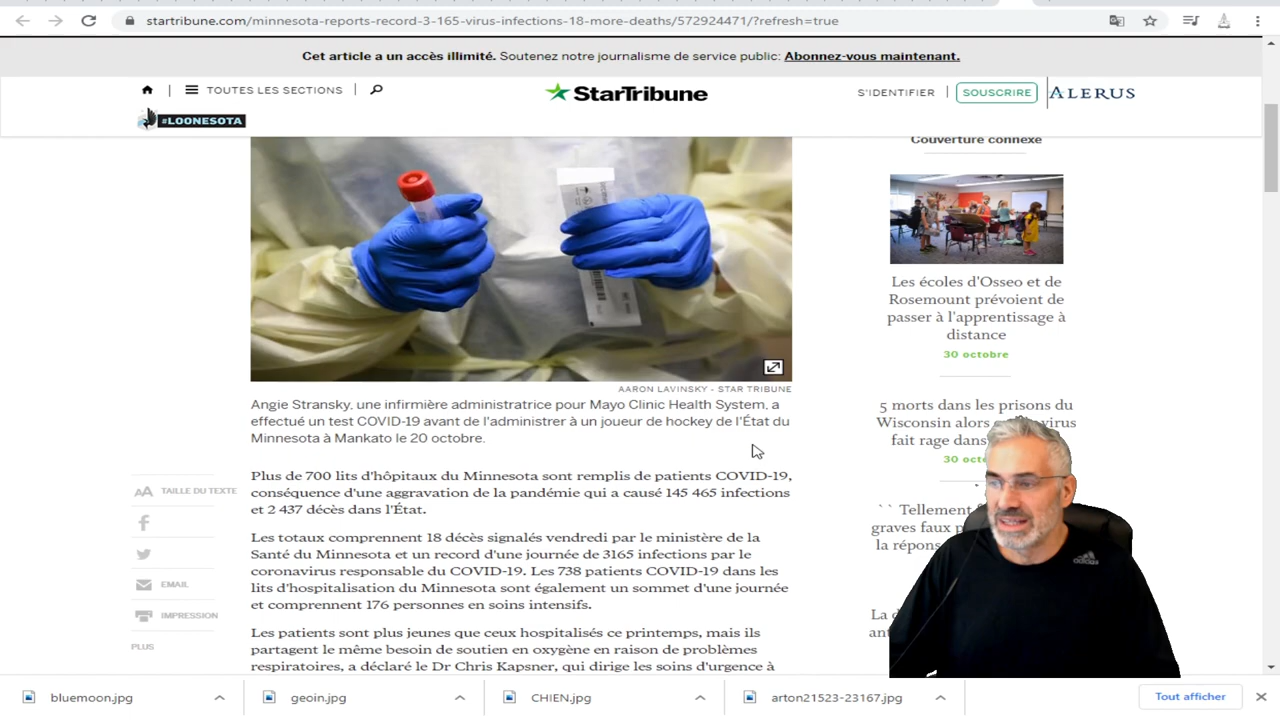 startribune.com/minnesota-reports-record-3-165-virus-infections-18-more-deaths/572924471/?refresh=true
Cet article a un accès illimité. Soutenez notre journalisme de service public: Abonnez-vous maintenant.
TOUTES LES SECTIONS
StarTribune
S'IDENTIFIER
SOUSCRIRE
ALERUS
#LOONESOTA
AARON LAVINSKY - STAR TRIBUNE
Angie Stransky, une infirmière administratrice pour Mayo Clinic Health System, a
effectué un test COVID-19 avant de l'administrer à un joueur de hockey de l'État du
Minnesota à Mankato le 20 octobre.
TAILLE DU TEXTE
EMAIL
IMPRESSION
PLUS
Plus de 700 lits d'hôpitaux du Minnesota sont remplis de patients COVID-19,
conséquence d'une aggravation de la pandémie qui a causé 145 465 infections
et 2 437 décès dans l'État.
Les totaux comprennent 18 décès signalés vendredi par le ministère de la
Santé du Minnesota et un record d'une journée de 3165 infections par le
coronavirus responsable du COVID-19. Les 738 patients COVID-19 dans les
lits d'hospitalisation du Minnesota sont également un sommet d'une journée
et comprennent 176 personnes en soins intensifs.
Les patients sont plus jeunes que ceux hospitalisés ce printemps, mais ils
partagent le même besoin de soutien en oxygène en raison de problèmes
respiratoires, a déclaré le Dr Chris Kapsner, qui dirige les soins d'urgence à
Couverture connexe
Les écoles d'Osseo et de
Rosemount prévoient de
passer à l'apprentissage à
distance
30 octobre
5 morts dans les prisons du
Wisconsin alors virus
fait rage dans
30
`` Tellement
graves faux
la
La
adidas
bluemoon.jpg
geoin.jpg
CHIEN.jpg
arton21523-23167.jpg
Tout afficher